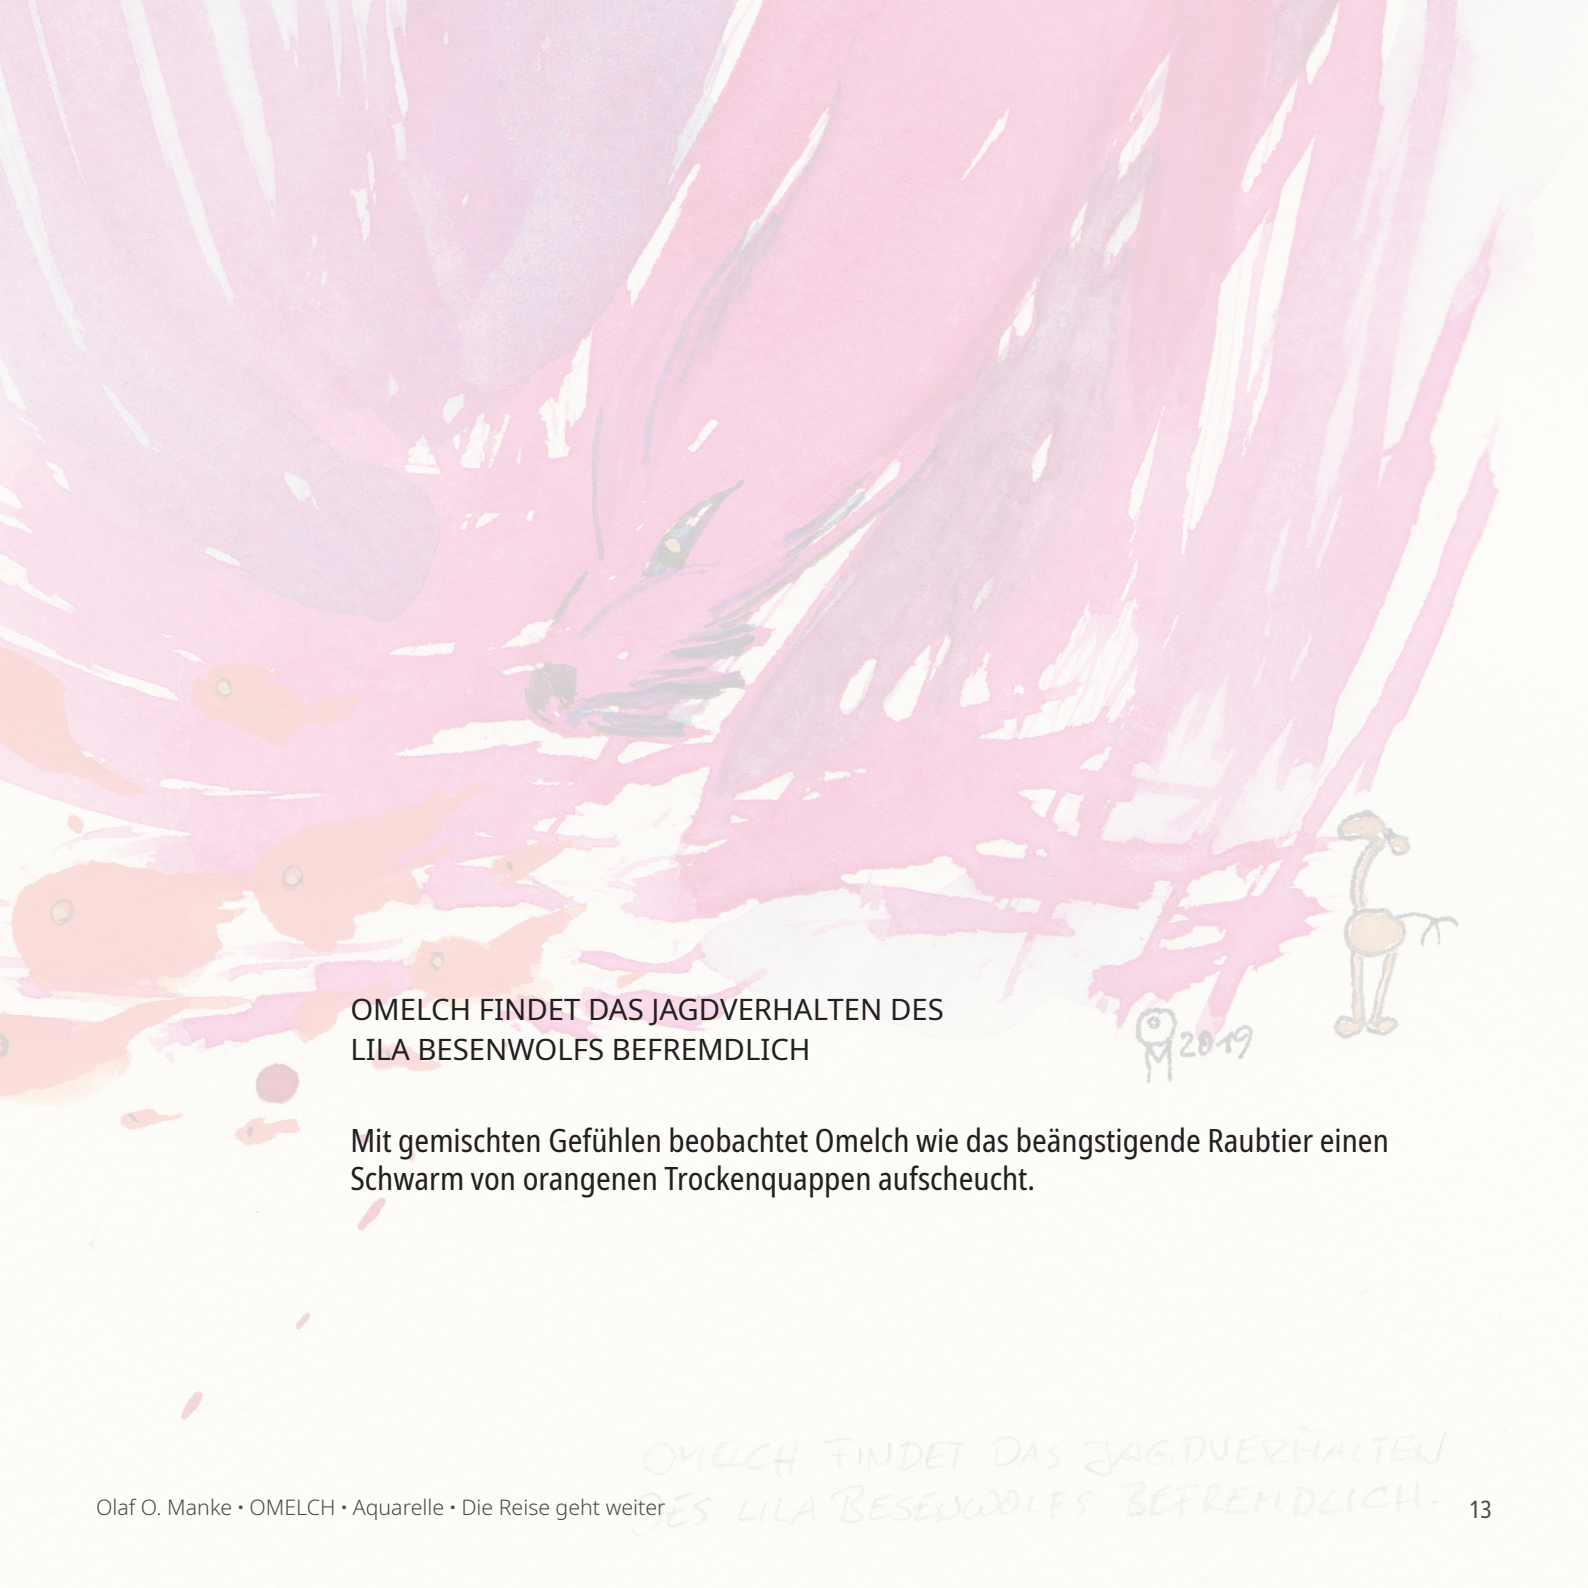 OMELCH FINDET DAS JAGDVERHALTEN DES
LILA BESENWOLFS BEFREMDLICH
2019
Mit gemischten Gefühlen beobachtet Omelch wie das beängstigende Raubtier einen
Schwarm von orangenen Trockenquappen aufscheucht.
OMELCH FINDET DAS JAGDVERHALTEN
DES LILA BESENWOLFS BEFREMDLICH.
Olaf O. Manke • OMELCH • Aquarelle • Die Reise geht weiter
13